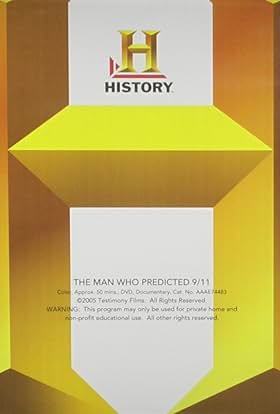 H
HISTORY
THE MAN WHO PREDICTED 9/11
Color, Approx. 50 mins., DVD, Documentary, Cat. No. AAAE74483
©2005 Testimony Films. All Rights Reserved.
WARNING: This program may only be used for private home and
non-profit educational use. All other rights reserved.